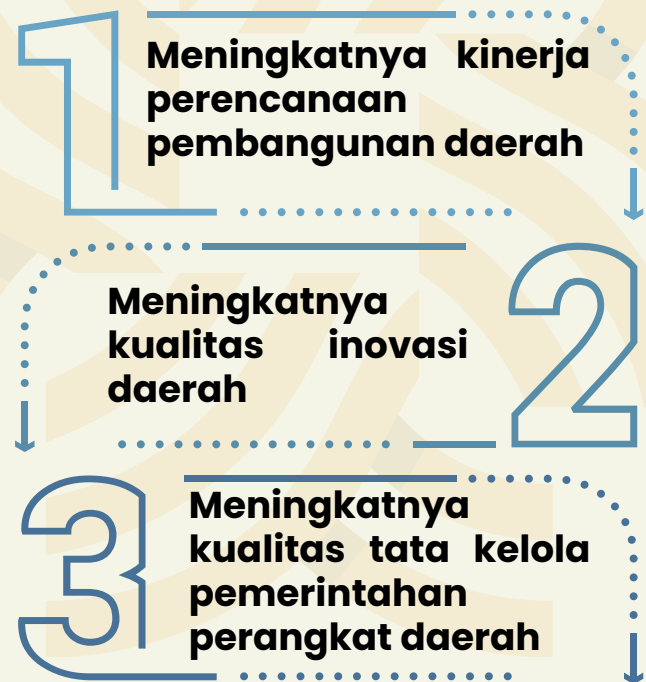 1
Meningkatnya kinerja
perencanaan
pembangunan daerah
2
Meningkatnya
kualitas inovasi
daerah
3
Meningkatnya
kualitas tata kelola
pemerintahan
perangkat daerah